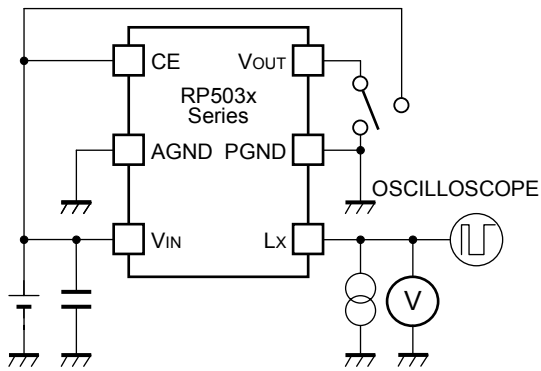 CE
VOUT
RP503x
Series
AGND
PGND
OSCILLOSCOPE
VIN
LX
V